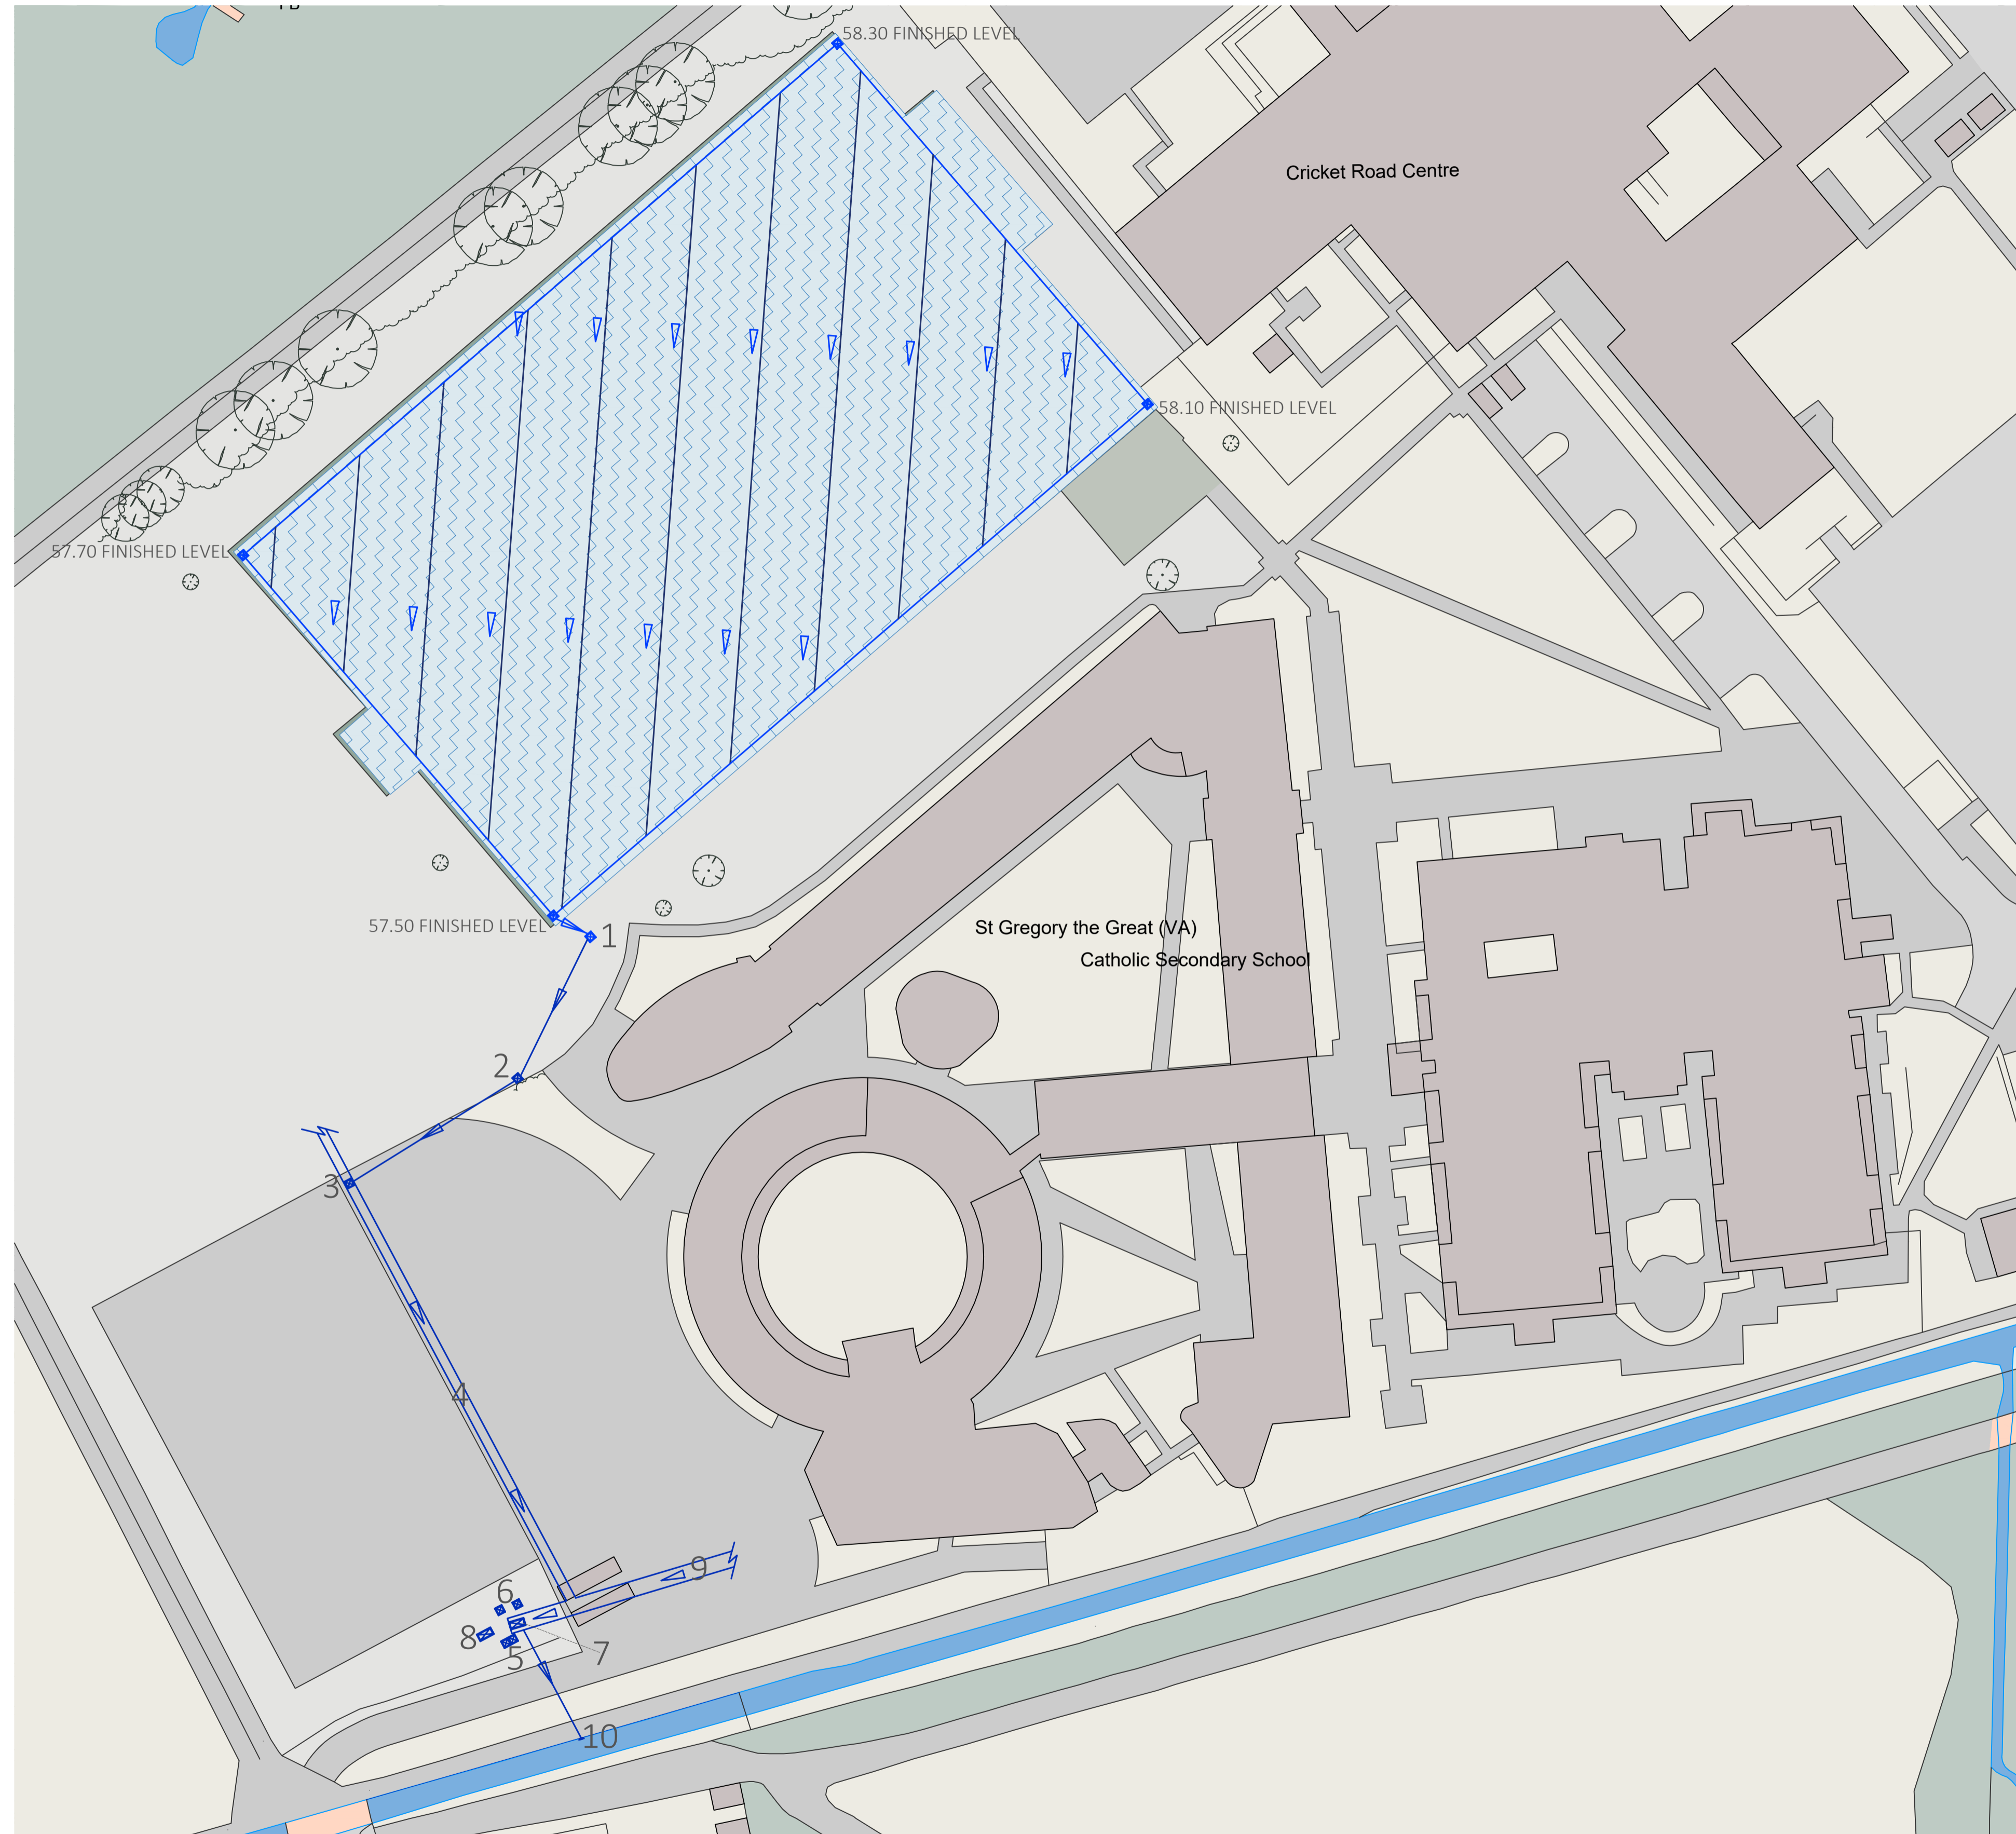 58.30 FINISHED LEVEL
Cricket Road Centre
58.10 FINISHED LEVEL
57.70 FINISHED LEVEL
57.50 FINISHED LEVEL
1
St Gregory the Great (VA)
Catholic Secondary School
2
3
4
9
6
8
5
7
10